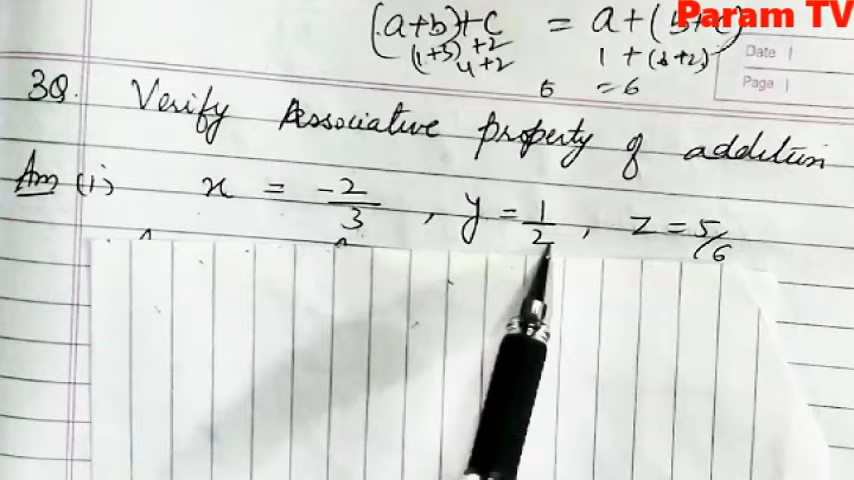 (a+b)+c = a+(b+c)
Param TV
(1+3)+2 1+(3+2)
4+2
6 =6
Date
Page
3Q. Verify Associative property of addition
Ans (i) x = -2/3, y = 1/2, z = 5/6